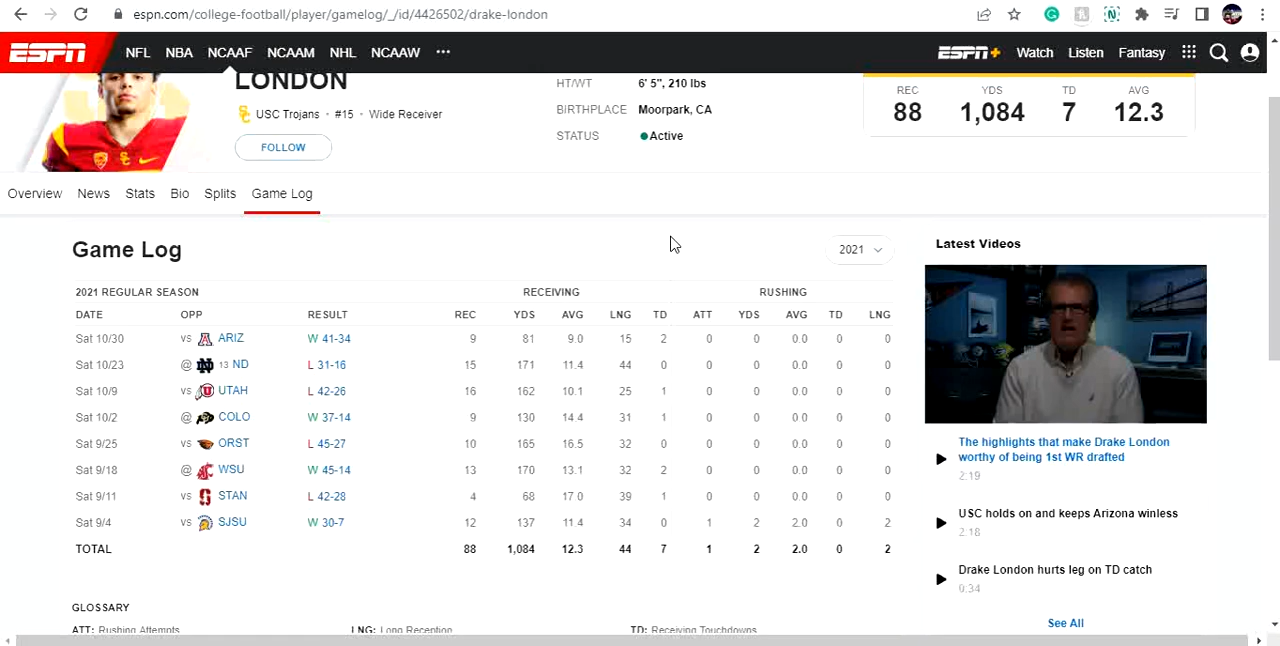 espn.com/college-football/player/gamelog/_/id/4426502/drake-london
ESPN NFL NBA NCAAF NCAAM NHL NCAAW ••• ESPN+ Watch Listen Fantasy
LONDON
USC Trojans · #15 · Wide Receiver
FOLLOW
HT/WT 6' 5", 210 lbs
BIRTHPLACE Moorpark, CA
STATUS Active
REC YDS TD AVG
88 1,084 7 12.3
Overview News Stats Bio Splits Game Log
Game Log
2021
2021 REGULAR SEASON RECEIVING RUSHING
DATE OPP RESULT REC YDS AVG LNG TD ATT YDS AVG TD LNG
Sat 10/30 vs ARIZ W 41-34 9 81 9.0 15 2 0 0 0.0 0 0
Sat 10/23 @ 13 ND L 31-16 15 171 11.4 44 0 0 0 0.0 0 0
Sat 10/9 vs UTAH L 42-26 16 162 10.1 25 1 0 0 0.0 0 0
Sat 10/2 @ COLO W 37-14 9 130 14.4 31 1 0 0 0.0 0 0
Sat 9/25 vs ORST L 45-27 10 165 16.5 32 0 0 0 0.0 0 0
Sat 9/18 @ WSU W 45-14 13 170 13.1 32 2 0 0 0.0 0 0
Sat 9/11 vs STAN L 42-28 4 68 17.0 39 1 0 0 0.0 0 0
Sat 9/4 vs SJSU W 30-7 12 137 11.4 34 0 1 2 2.0 0 2
TOTAL 88 1,084 12.3 44 7 1 2 2.0 0 2
GLOSSARY
ATT: Rushing Attempts LNG: Long Reception TD: Receiving Touchdowns
Latest Videos
The highlights that make Drake London
worthy of being 1st WR drafted
2:19
USC holds on and keeps Arizona winless
2:18
Drake London hurts leg on TD catch
0:34
See All